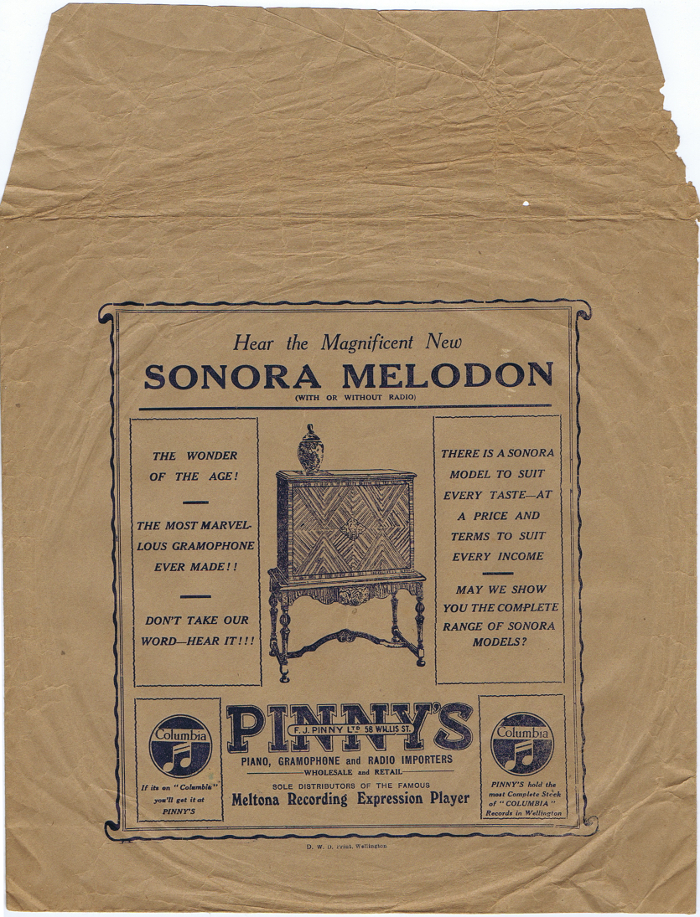 Hear the Magnificent New
SONORA MELODON
(WITH OR WITHOUT RADIO)
THE WONDER
OF THE AGE!
THE MOST MARVEL-
LOUS GRAMOPHONE
EVER MADE!!
DON'T TAKE OUR
WORD—HEAR IT!!!
THERE IS A SONORA
MODEL TO SUIT
EVERY TASTE—AT
A PRICE AND
TERMS TO SUIT
EVERY INCOME
MAY WE SHOW
YOU THE COMPLETE
RANGE OF SONORA
MODELS?
Columbia
If its on "Columbia"
you'll get it at
PINNY'S
PINNY'S
F. J. PINNY LTD 58 WILLIS ST.
PIANO, GRAMOPHONE and RADIO IMPORTERS
WHOLESALE and RETAIL
SOLE DISTRIBUTORS OF THE FAMOUS
Meltona Recording Expression Player
Columbia
PINNY'S hold the
most Complete Stock
of "COLUMBIA"
Records in Wellington
D. W. D. Wellington